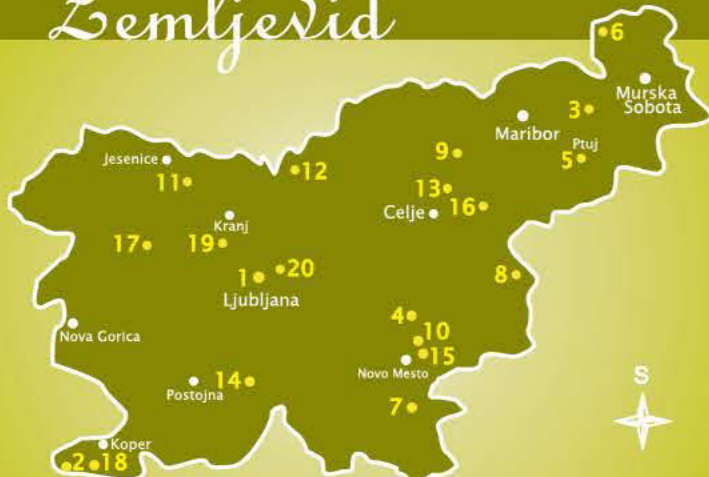 Zemljevid
6
Murska
Sobota
3
Maribor
Ptuj
5
9
Jesenice
12
11
13
Celje
16
Kranj
17
19
20
1
Ljubljana
8
4
Nova Gorica
10
15
Novo Mesto
14
Postojna
S
7
Koper
2
18